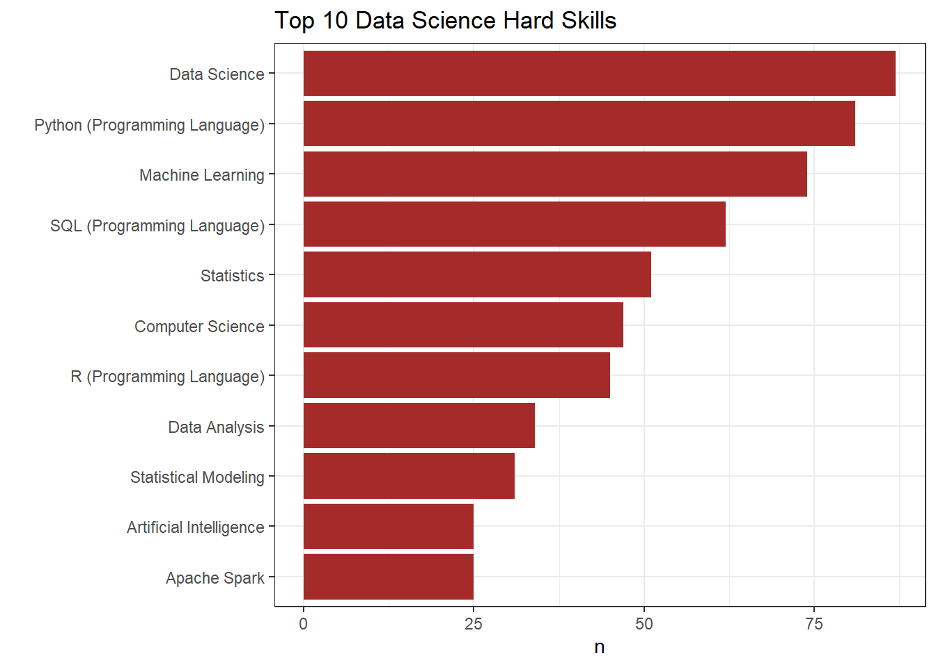 Top 10 Data Science Hard Skills
Data Science
Python (Programming Language)
Machine Learning
SQL (Programming Language)
Statistics
Computer Science
R (Programming Language)
Data Analysis
Statistical Modeling
Artificial Intelligence
Apache Spark
0 25 50 75
n